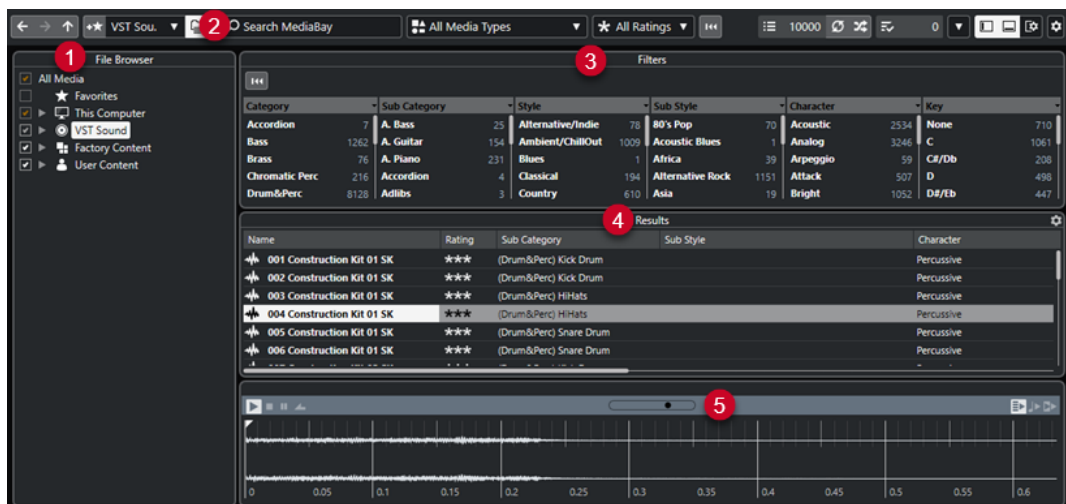 VST Sou.
2
Search MediaBay
All Media Types
All Ratings
10000
0
1
File Browser
All Media
Favorites
This Computer
VST Sound
Factory Content
User Content
3
Filters
Category Sub Category Style Sub Style Character Key
Accordion 7 A. Bass 25 Alternative/Indie 78 80's Pop 70 Acoustic 2534 None 710
Bass 1262 A. Guitar 154 Ambient/ChillOut 1009 Acoustic Blues 1 Analog 3246 C 1061
Brass 76 A. Piano 231 Blues 1 Africa 39 Arpeggio 59 C#/Db 208
Chromatic Perc 216 Accordion 4 Classical 194 Alternative Rock 1151 Attack 507 D 498
Drum&Perc 8128 Adlibs 3 Country 610 Asia 19 Bright 1052 D#/Eb 447
4
Results
Name Rating Sub Category Sub Style Character
001 Construction Kit 01 SK *** (Drum&Perc) Kick Drum Percussive
002 Construction Kit 01 SK *** (Drum&Perc) Kick Drum Percussive
003 Construction Kit 01 SK *** (Drum&Perc) HiHats Percussive
004 Construction Kit 01 SK *** (Drum&Perc) HiHats Percussive
005 Construction Kit 01 SK *** (Drum&Perc) Snare Drum Percussive
006 Construction Kit 01 SK *** (Drum&Perc) Snare Drum Percussive
5
0 0.05 0.1 0.15 0.2 0.25 0.3 0.35 0.4 0.45 0.5 0.55 0.6